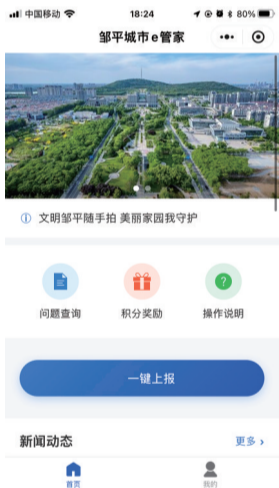 中国移动 18:24 80%
邹平城市e管家
文明邹平随手拍 美丽家园我守护
问题查询 积分奖励 操作说明
一键上报
新闻动态 更多 >
首页 我的